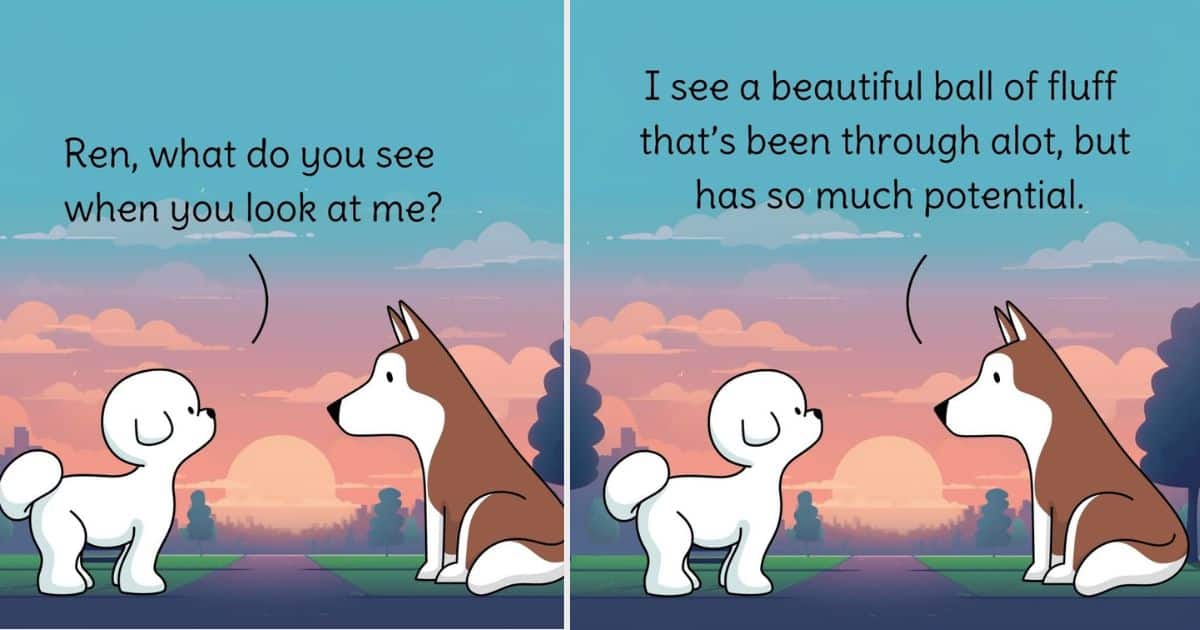 Ren, what do you see
when you look at me?
I see a beautiful ball of fluff
that's been through alot, but
has so much potential.